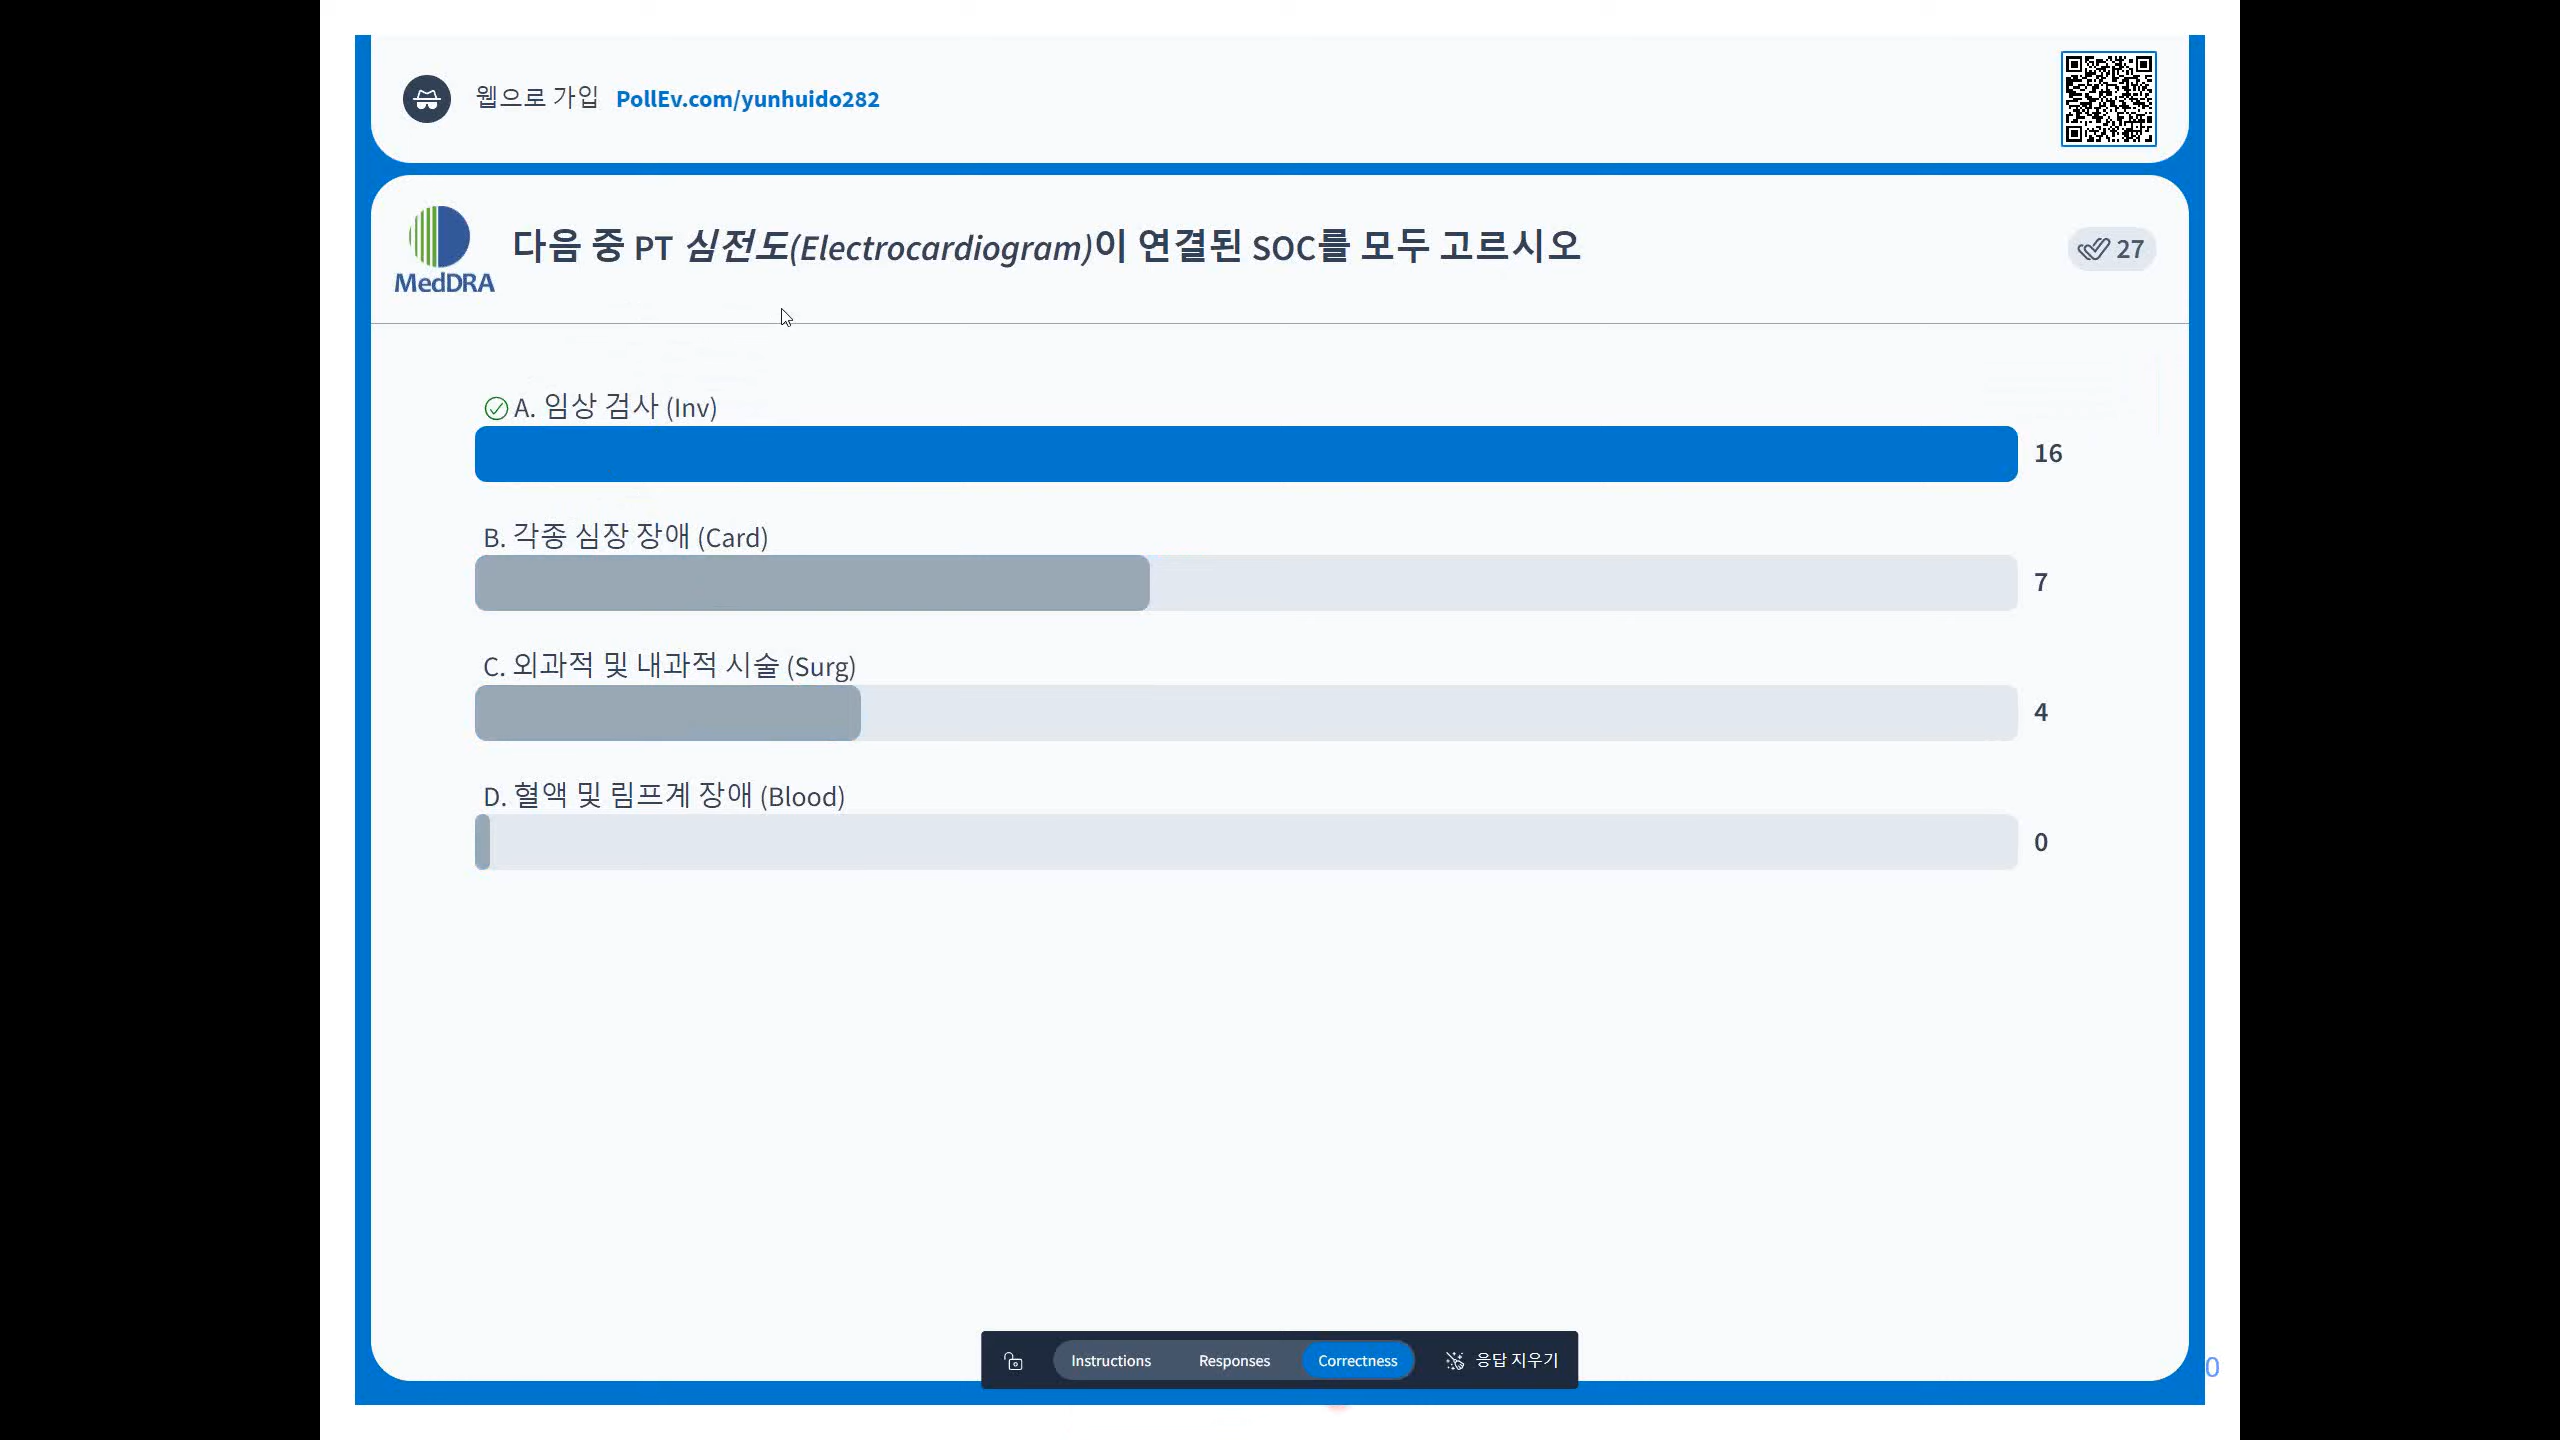 웹으로 가입 PollEv.com/yunhuido282
MedDRA
다음 중 PT 심전도(Electrocardiogram)이 연결된 SOC를 모두 고르시오
27
A. 임상 검사 (Inv)
16
B. 각종 심장 장애 (Card)
7
C. 외과적 및 내과적 시술 (Surg)
4
D. 혈액 및 림프계 장애 (Blood)
0
Instructions Responses Correctness 응답 지우기
0